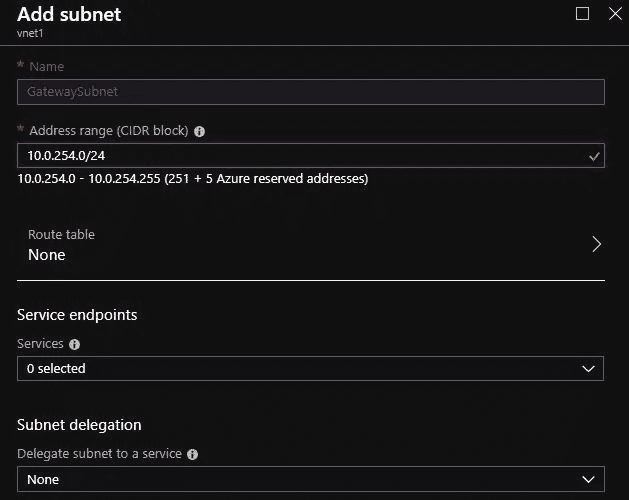 Add subnet
vnet1
* Name
GatewaySubnet
* Address range (CIDR block)
10.0.254.0/24
10.0.254.0 - 10.0.254.255 (251 + 5 Azure reserved addresses)
Route table
None
Service endpoints
Services
0 selected
Subnet delegation
Delegate subnet to a service
None